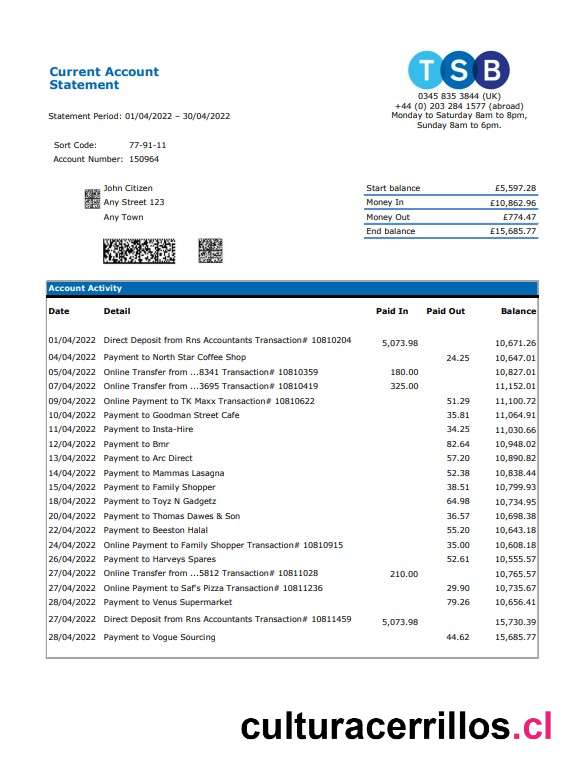 Current Account
Statement
TSB
0345 835 3844 (UK)
+44 (0) 203 284 1577 (abroad)
Monday to Saturday 8am to 8pm,
Sunday 8am to 6pm.
Statement Period: 01/04/2022 – 30/04/2022
Sort Code: 77-91-11
Account Number: 150964
John Citizen
Any Street 123
Any Town
Start balance £5,597.28
Money In £10,862.96
Money Out £774.47
End balance £15,685.77
Account Activity
Date Detail Paid In Paid Out Balance
01/04/2022 Direct Deposit from Rns Accountants Transaction# 10810204 5,073.98 10,671.26
04/04/2022 Payment to North Star Coffee Shop 24.25 10,647.01
05/04/2022 Online Transfer from ...8341 Transaction# 10810359 180.00 10,827.01
07/04/2022 Online Transfer from ...3695 Transaction# 10810419 325.00 11,152.01
09/04/2022 Online Payment to TK Maxx Transaction# 10810622 51.29 11,100.72
10/04/2022 Payment to Goodman Street Cafe 35.81 11,064.91
11/04/2022 Payment to Insta-Hire 34.25 11,030.66
12/04/2022 Payment to Bmr 82.64 10,948.02
13/04/2022 Payment to Arc Direct 57.20 10,890.82
14/04/2022 Payment to Mammas Lasagna 52.38 10,838.44
15/04/2022 Payment to Family Shopper 38.51 10,799.93
18/04/2022 Payment to Toyz N Gadgetz 64.98 10,734.95
20/04/2022 Payment to Thomas Dawes & Son 36.57 10,698.38
22/04/2022 Payment to Beeston Halal 55.20 10,643.18
24/04/2022 Online Payment to Family Shopper Transaction# 10810915 35.00 10,608.18
26/04/2022 Payment to Harveys Spares 52.61 10,555.57
27/04/2022 Online Transfer from ...5812 Transaction# 10811028 210.00 10,765.57
27/04/2022 Online Payment to Saf's Pizza Transaction# 10811236 29.90 10,735.67
28/04/2022 Payment to Venus Supermarket 79.26 10,656.41
27/04/2022 Direct Deposit from Rns Accountants Transaction# 10811459 5,073.98 15,730.39
28/04/2022 Payment to Vogue Sourcing 44.62 15,685.77
culturacerrillos.cl